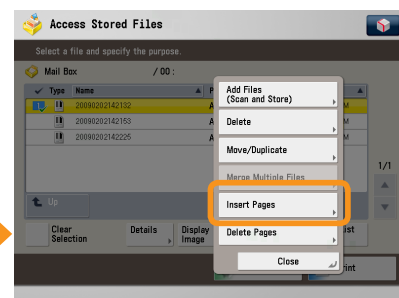 Access Stored Files
Select a file and specify the purpose.
Mail Box / 00 :
Type Name
20090202142132
20090202142153
20090202142225
Add Files
(Scan and Store)
Delete
Move/Duplicate
Merge Multiple Files
Insert Pages
Delete Pages
Close
1/1
Up
Clear
Selection
Details
Display
Image